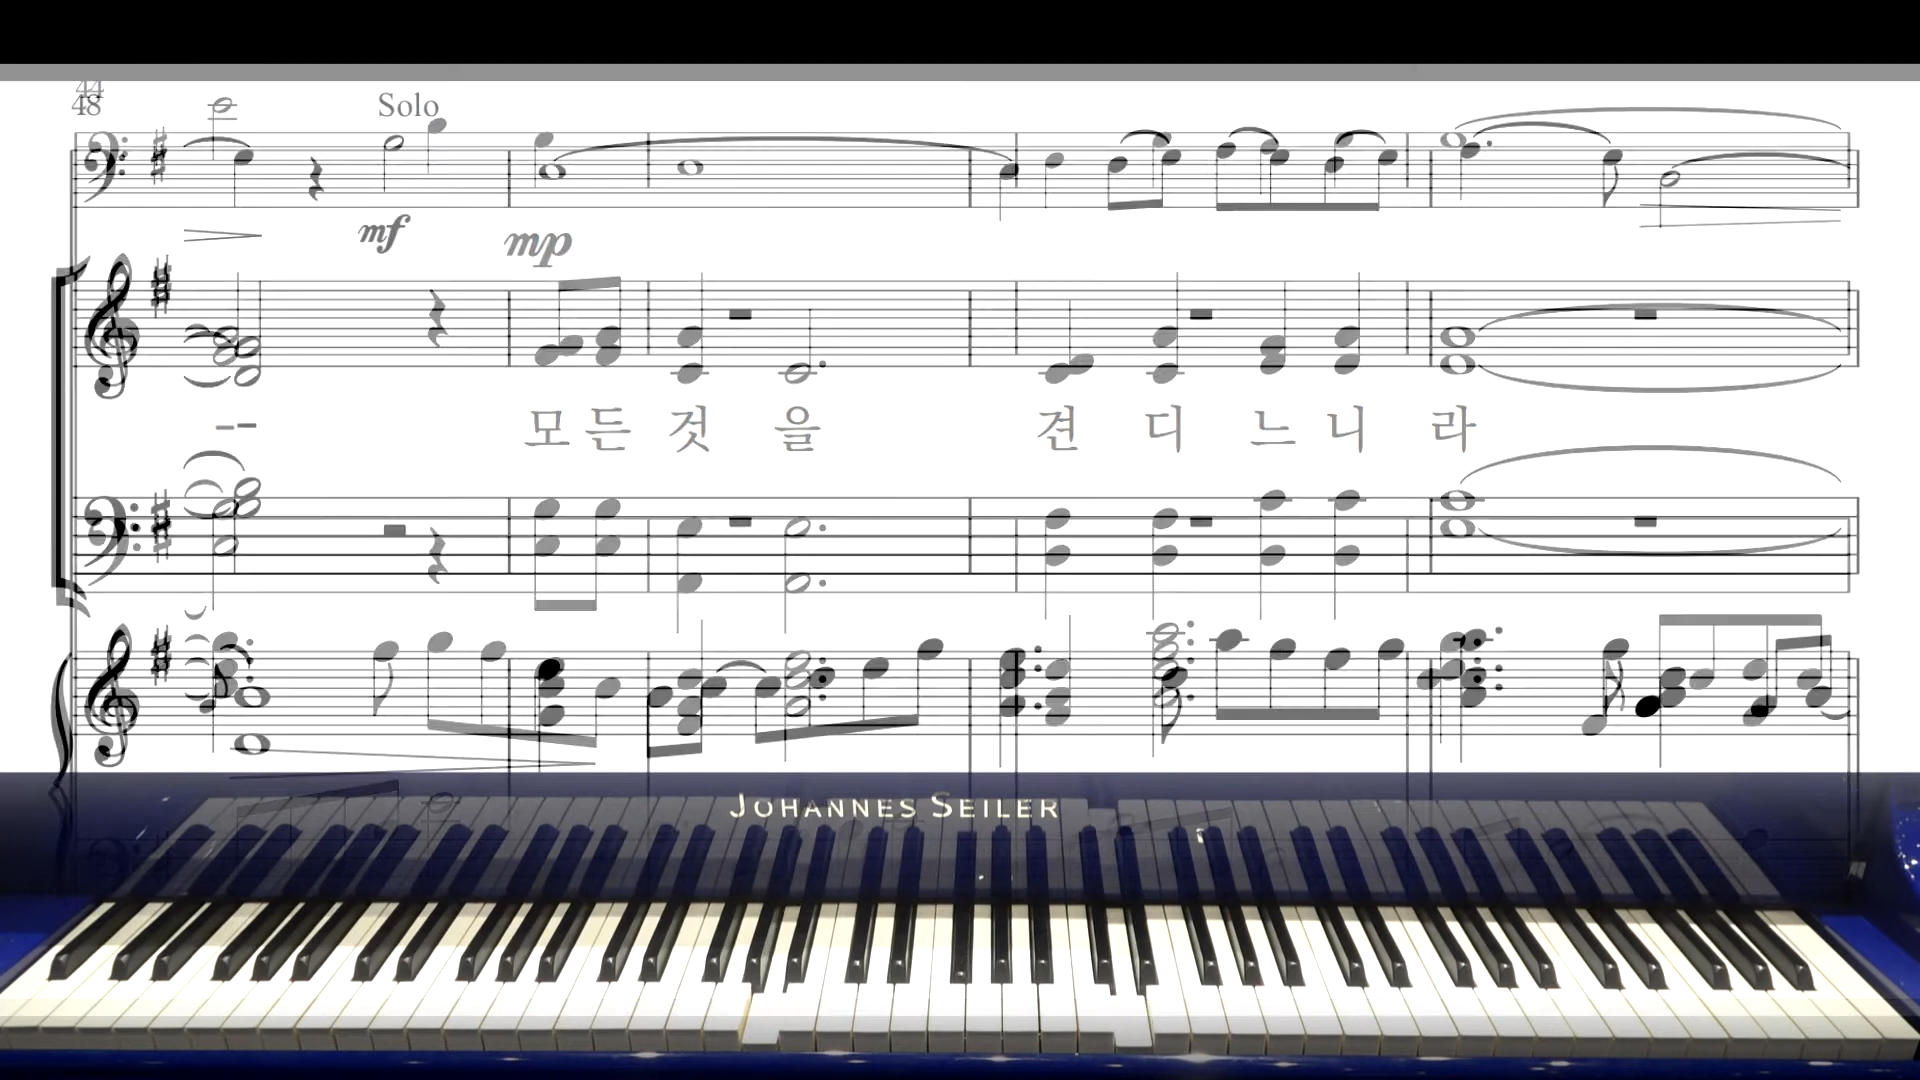 44
48
Solo
mf
mp
-- 모든 것 을 견 디 느 니 라
JOHANNES SEILER